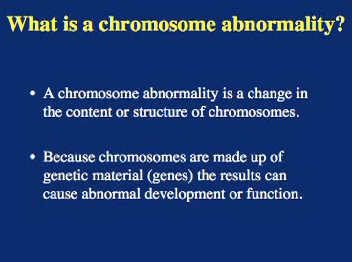 What is a chromosome abnormality?
• A chromosome abnormality is a change in
the content or structure of chromosomes.
• Because chromosomes are made up of
genetic material (genes) the results can
cause abnormal development or function.